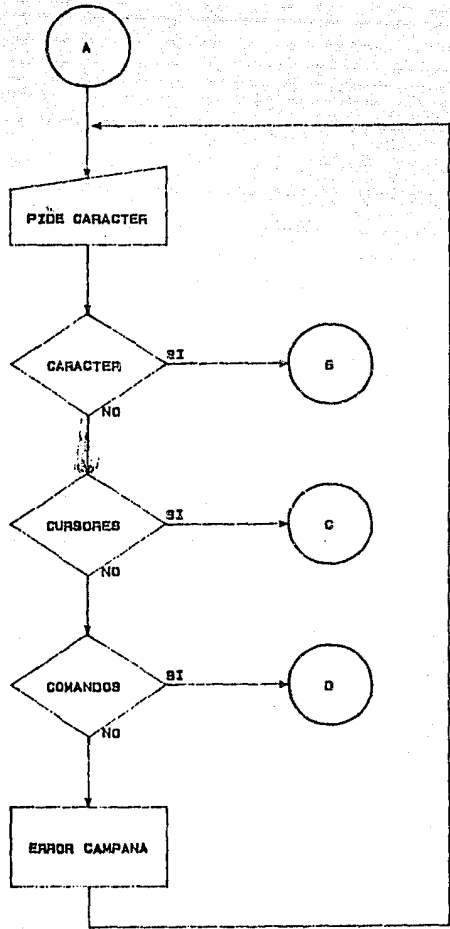 A
PIDE CARACTER
CARACTER SI B
NO
CURSORES SI C
NO
COMANDOS SI D
NO
ERROR CAMPANA